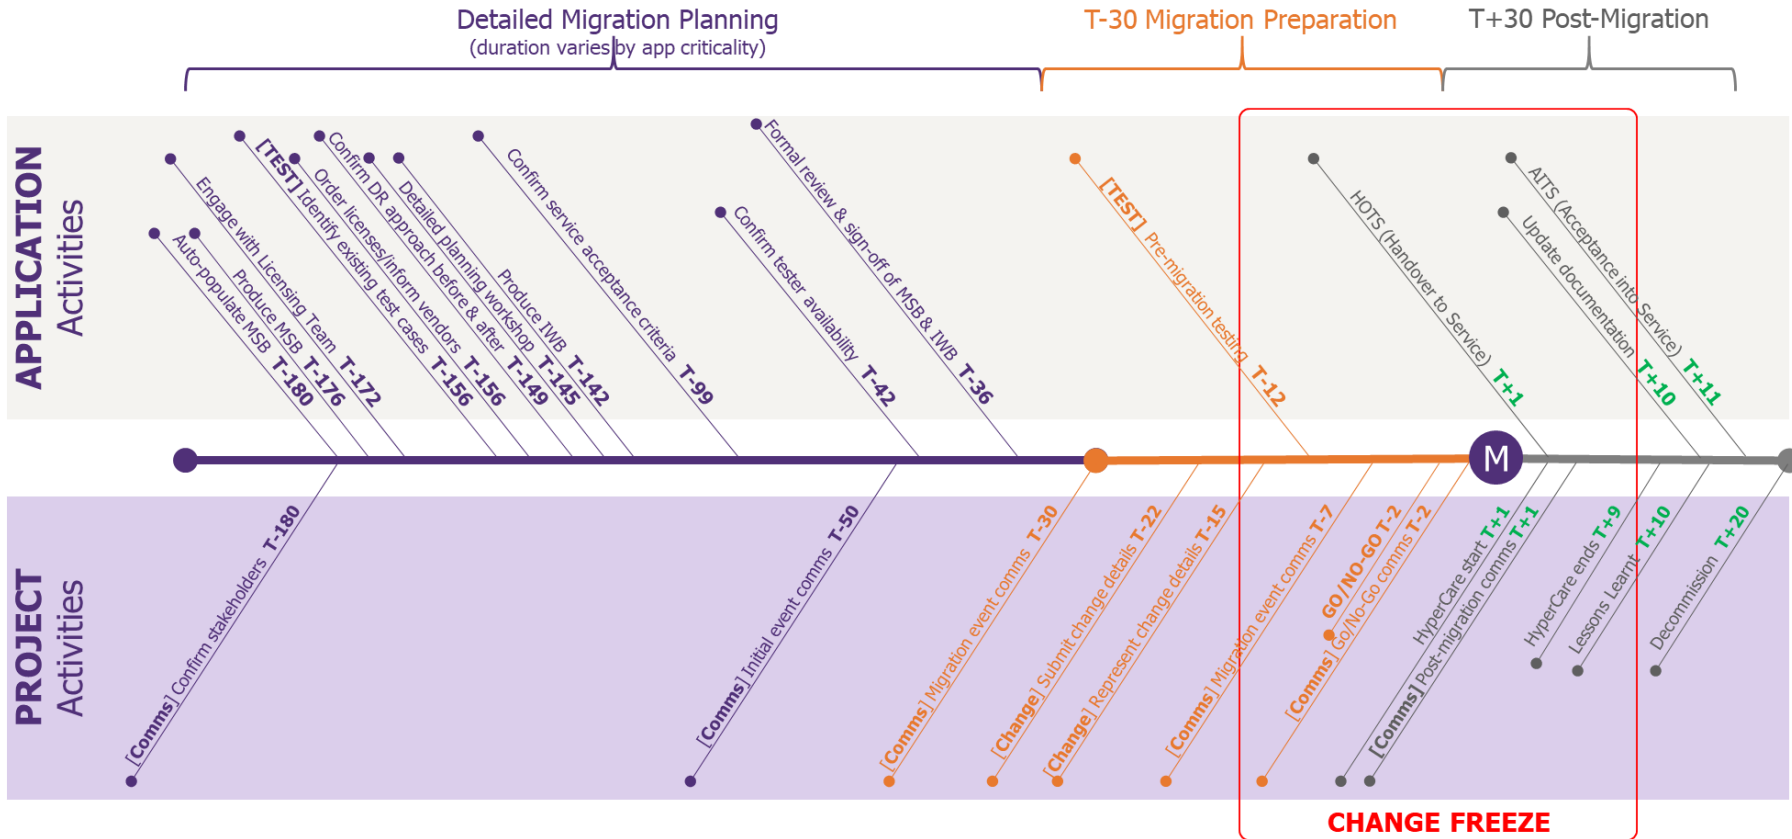 Detailed Migration Planning
(duration varies by app criticality)
T-30 Migration Preparation
T+30 Post-Migration
APPLICATION
Activities
Auto-populate MSB T-180
Produce MSB T-176
Engage with Licensing Team T-172
[TEST] Identify existing test cases T-156
Order licenses/inform vendors T-156
Confirm DR approach before & after T-149
Detailed planning workshop T-145
Produce IWB T-142
Confirm service acceptance criteria T-99
Confirm tester availability T-42
Formal review & sign-off of MSB & IWB T-36
[TEST] Pre-migration testing T-12
HOTS (Handover to Service) T+1
Update documentation T+10
AITS (Acceptance into Service) T+11
M
PROJECT
Activities
[Comms] Confirm stakeholders T-180
[Comms] Initial event comms T-50
[Comms] Migration event comms T-30
[Change] Submit change details T-22
[Change] Represent change details T-15
[Comms] Migration event comms T-7
GO/NO-GO T-2
[Comms] Go/No-Go comms T-2
HyperCare start T+1
[Comms] Post-migration comms T+1
HyperCare ends T+9
Lessons Learnt T+10
Decommission T+20
CHANGE FREEZE